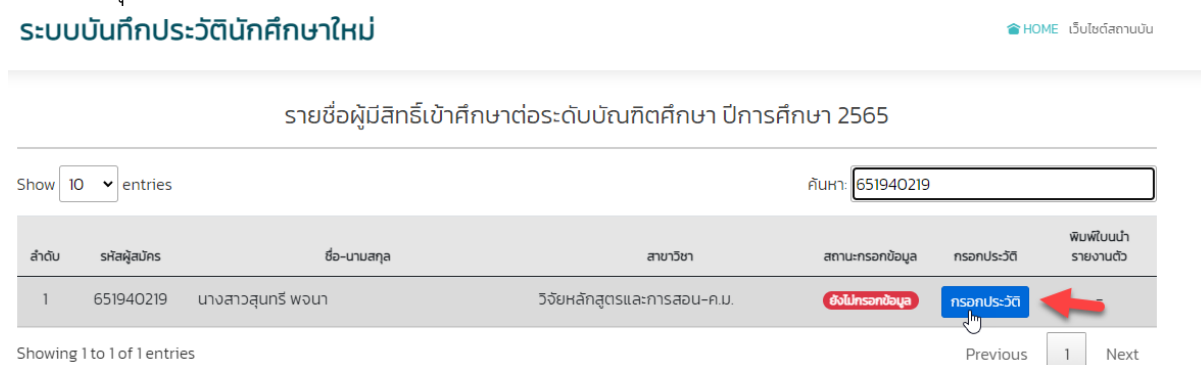 ระบบบันทึกประวัตินักศึกษาใหม่
HOME เว็บไซต์สถานบัน
รายชื่อผู้มีสิทธิ์เข้าศึกษาต่อระดับบัณฑิตศึกษา ปีการศึกษา 2565
Show 10 entries
ค้นหา: 651940219
ลำดับ รหัสผู้สมัคร ชื่อ-นามสกุล สาขาวิชา สถานะกรอกข้อมูล กรอกประวัติ พิมพ์ใบนำ
รายงานตัว
1 651940219 นางสาวสุนทรี พจนา วิจัยหลักสูตรและการสอน-ค.ม. ยังไม่กรอกข้อมูล กรอกประวัติ -
Showing 1 to 1 of 1 entries
Previous 1 Next